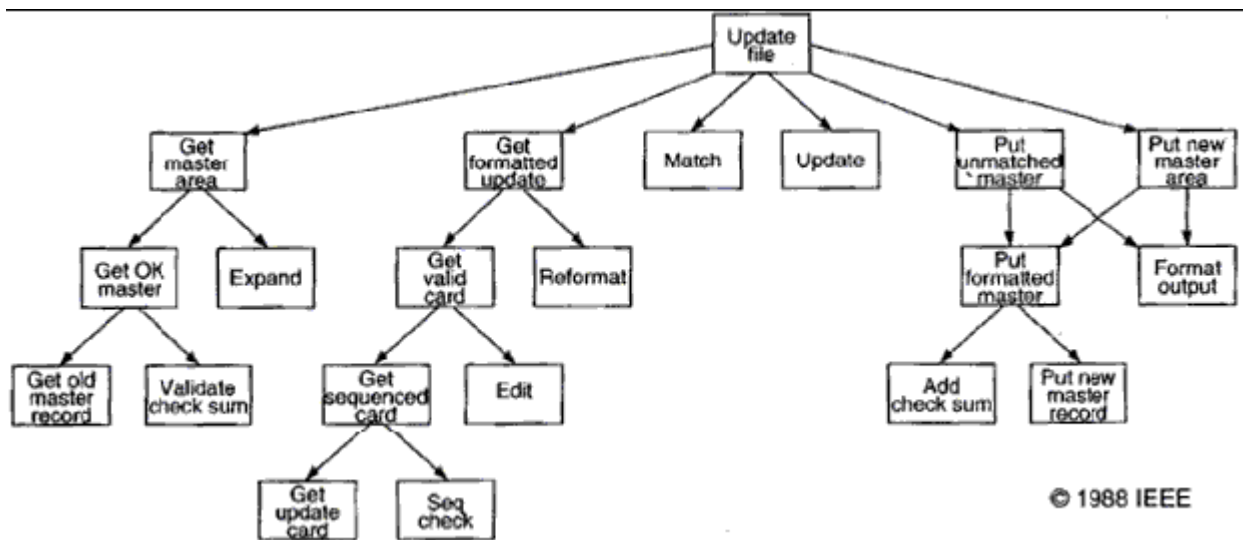 Update
file
Get
master
area
Get
formatted
update
Match
Update
Put
unmatched
master
Put new
master
area
Get OK
master
Expand
Get
valid
card
Reformat
Put
formatted
master
Format
output
Get old
master
record
Validate
check sum
Get
sequenced
card
Edit
Add
check sum
Put new
master
record
Get
update
card
Seq
check
© 1988 IEEE